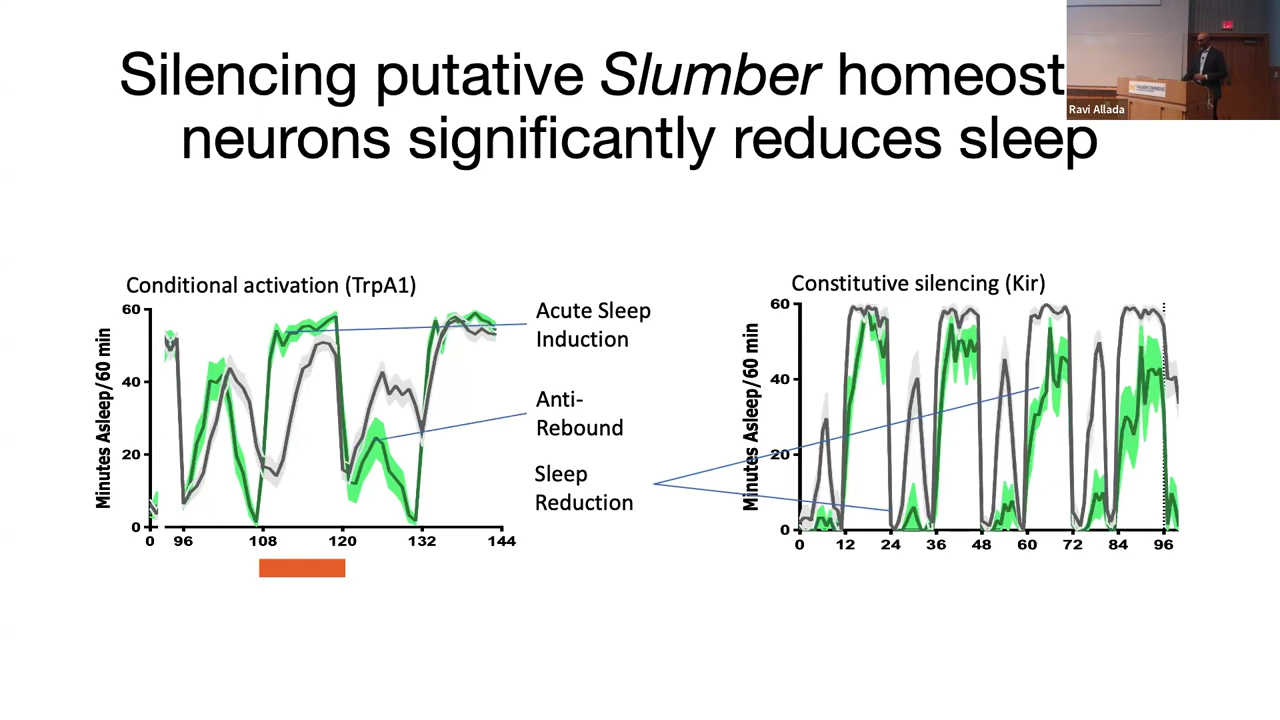 Silencing putative Slumber homeost
neurons significantly reduces sleep
Ravi Allada
Conditional activation (TrpA1)
Minutes Asleep/60 min
60
40
20
0
0 96 108 120 132 144
Acute Sleep
Induction
Anti-
Rebound
Sleep
Reduction
Constitutive silencing (Kir)
Minutes Asleep/60 min
60
40
20
0
0 12 24 36 48 60 72 84 96